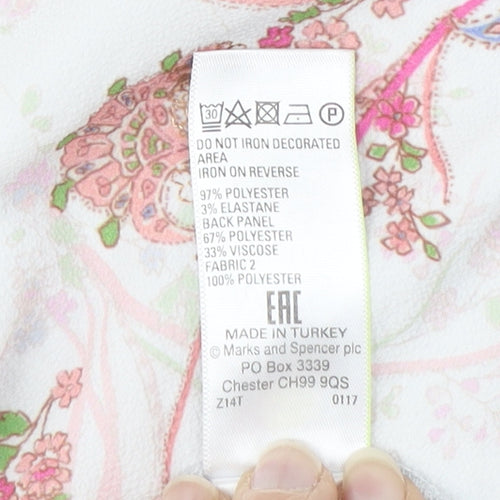 30
P
DO NOT IRON DECORATED
AREA
IRON ON REVERSE
97% POLYESTER
3% ELASTANE
BACK PANEL
67% POLYESTER
33% VISCOSE
FABRIC 2
100% POLYESTER
EAC
MADE IN TURKEY
© Marks and Spencer plc
PO Box 3339
Chester CH99 9QS
Z14T 0117